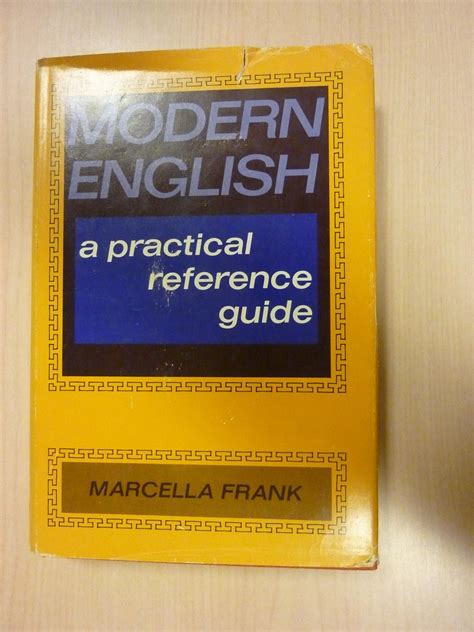 MODERN
ENGLISH
a practical
reference
guide
MARCELLA FRANK